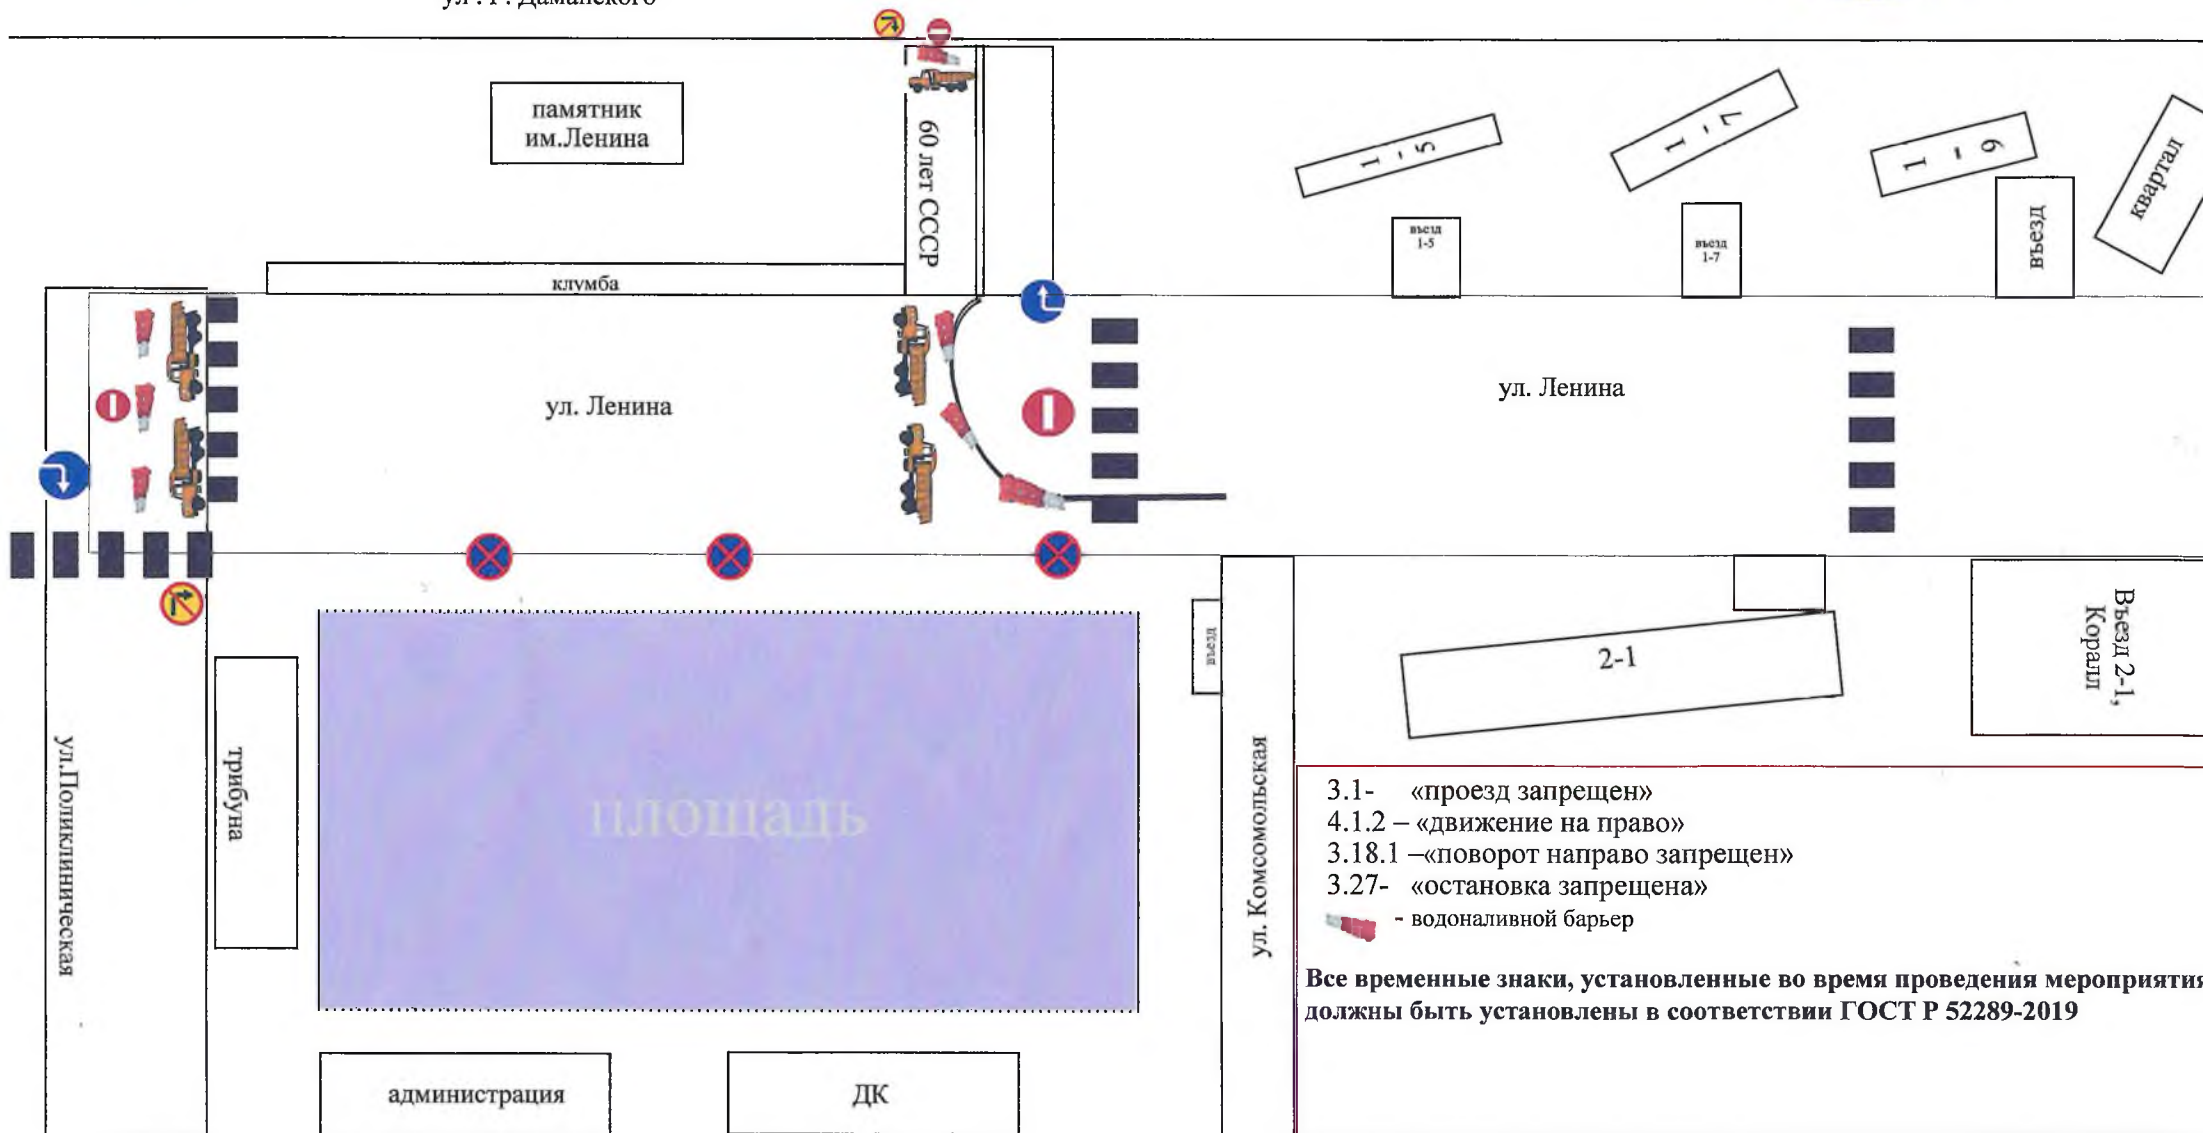 ул . Г. Даманского
памятник
им.Ленина
60 лет СССР
1 - 5
1 - 7
1 - 9
квартал
въезд
1-5
въезд
1-7
въезд
клумба
ул. Ленина
ул. Ленина
въезд
2-1
Въезд 2-1,
Коралл
ул.Поликлиническая
трибуна
площадь
ул. Комсомольская
3.1- «проезд запрещен»
4.1.2 – «движение на право»
3.18.1 –«поворот направо запрещен»
3.27- «остановка запрещена»
- водоналивной барьер
Все временные знаки, установленные во время проведения мероприятия
должны быть установлены в соответствии ГОСТ Р 52289-2019
администрация
ДК